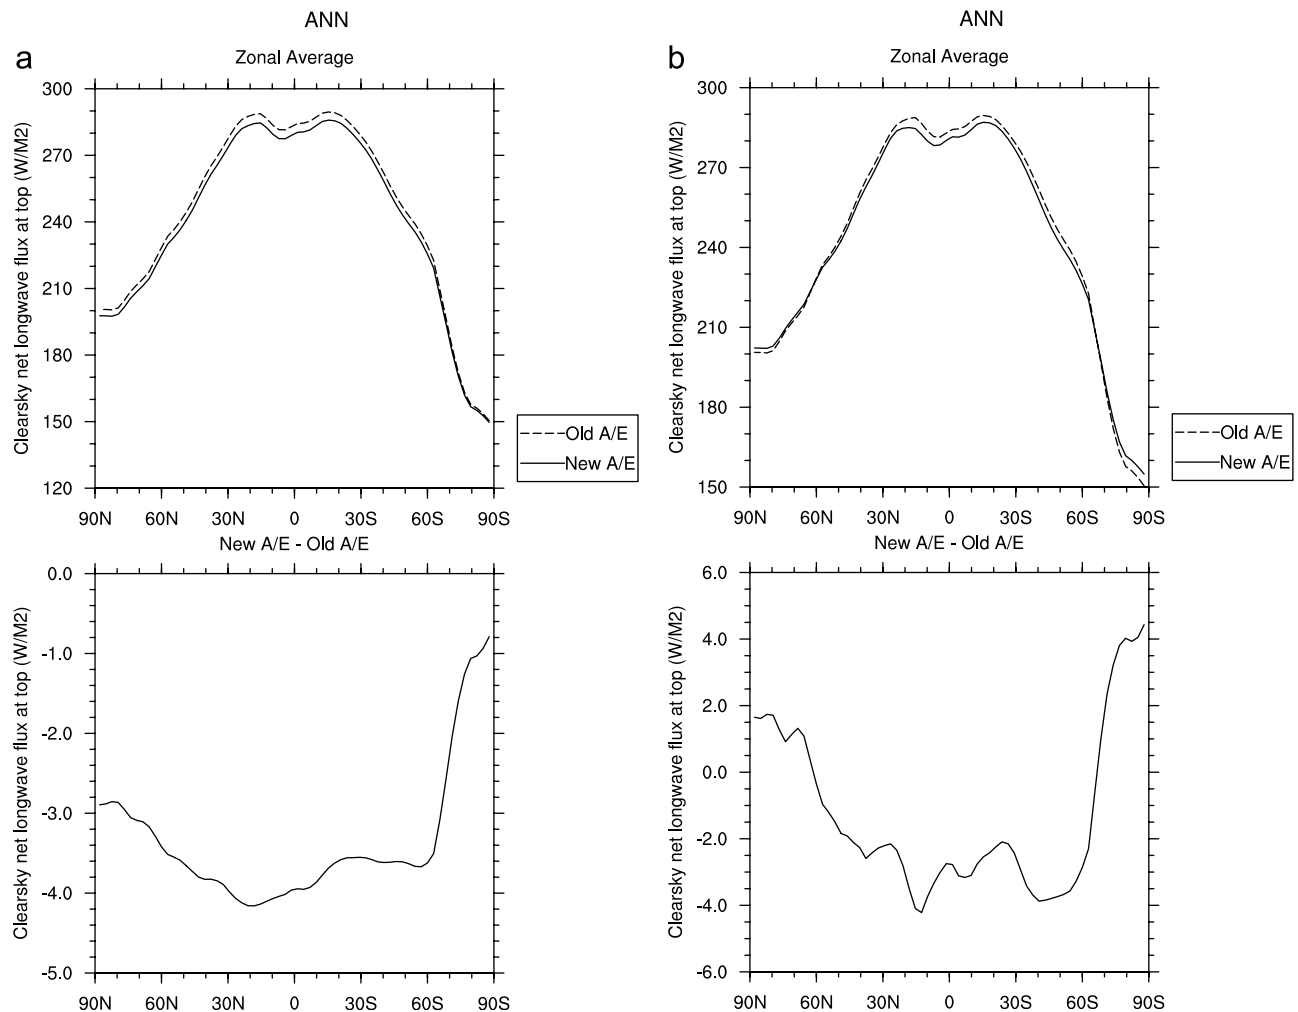 ANN
a
Zonal Average
Clearsky net longwave flux at top (W/M2)
300
270
240
210
180
150
120
90N 60N 30N 0 30S 60S 90S
Old A/E
New A/E
New A/E - Old A/E
Clearsky net longwave flux at top (W/M2)
0.0
-1.0
-2.0
-3.0
-4.0
-5.0
90N 60N 30N 0 30S 60S 90S
ANN
b
Zonal Average
Clearsky net longwave flux at top (W/M2)
300
270
240
210
180
150
90N 60N 30N 0 30S 60S 90S
Old A/E
New A/E
New A/E - Old A/E
Clearsky net longwave flux at top (W/M2)
6.0
4.0
2.0
0.0
-2.0
-4.0
-6.0
90N 60N 30N 0 30S 60S 90S